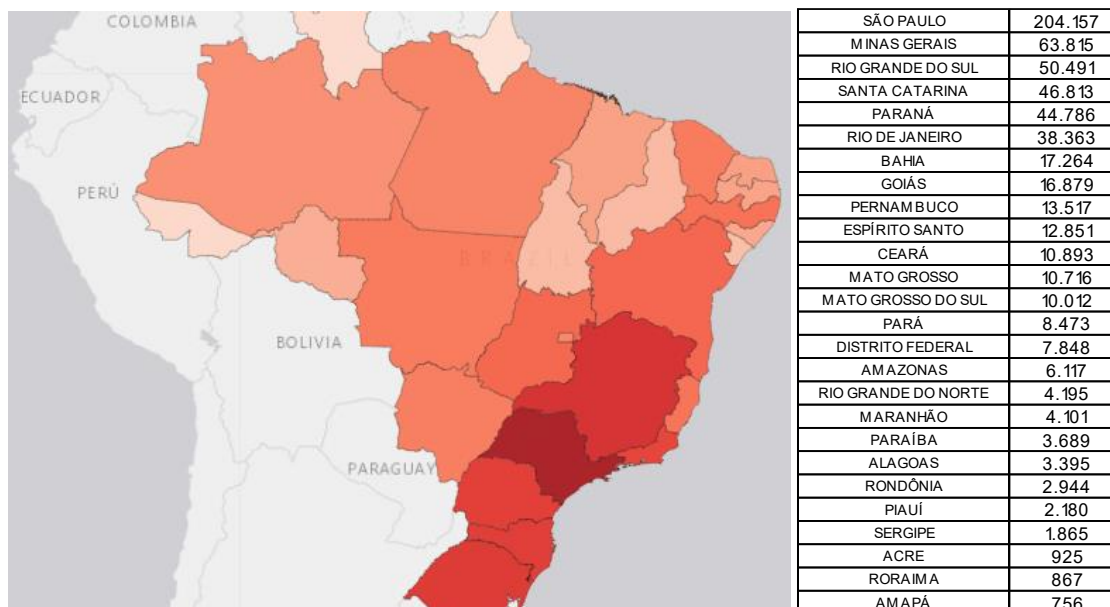 COLOMBIA
ECUADOR
PERÚ
BRAZIL
BOLIVIA
PARAGUAY
SÃO PAULO 204.157
MINAS GERAIS 63.815
RIO GRANDE DO SUL 50.491
SANTA CATARINA 46.813
PARANÁ 44.786
RIO DE JANEIRO 38.363
BAHIA 17.264
GOIÁS 16.879
PERNAMBUCO 13.517
ESPÍRITO SANTO 12.851
CEARÁ 10.893
MATO GROSSO 10.716
MATO GROSSO DO SUL 10.012
PARÁ 8.473
DISTRITO FEDERAL 7.848
AMAZONAS 6.117
RIO GRANDE DO NORTE 4.195
MARANHÃO 4.101
PARAÍBA 3.689
ALAGOAS 3.395
RONDÔNIA 2.944
PIAUÍ 2.180
SERGIPE 1.865
ACRE 925
RORAIMA 867
AMAPÁ 756